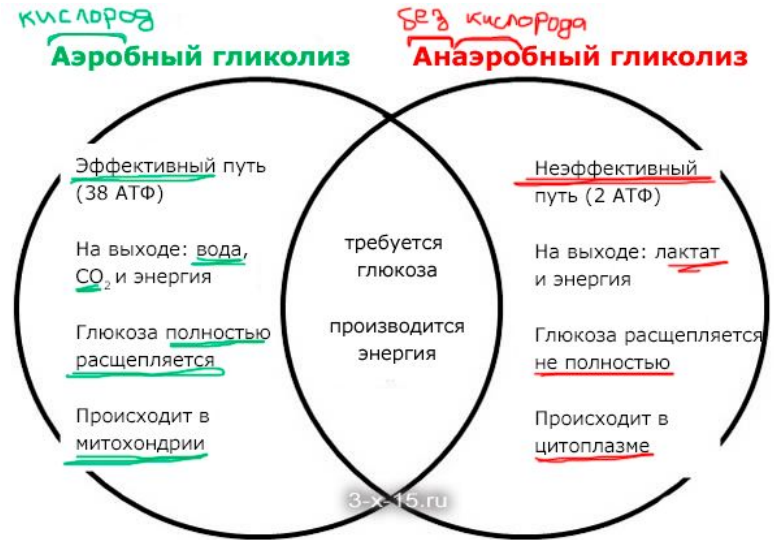 кислород
без кислорода
Аэробный гликолиз
Анаэробный гликолиз
Эффективный путь
(38 АТФ)
На выходе: вода,
CO2 и энергия
Глюкоза полностью
расщепляется
Происходит в
митохондрии
требуется
глюкоза
производится
энергия
Неэффективный
путь (2 АТФ)
На выходе: лактат
и энергия
Глюкоза расщепляется
не полностью
Происходит в
цитоплазме
3-x-15.ru